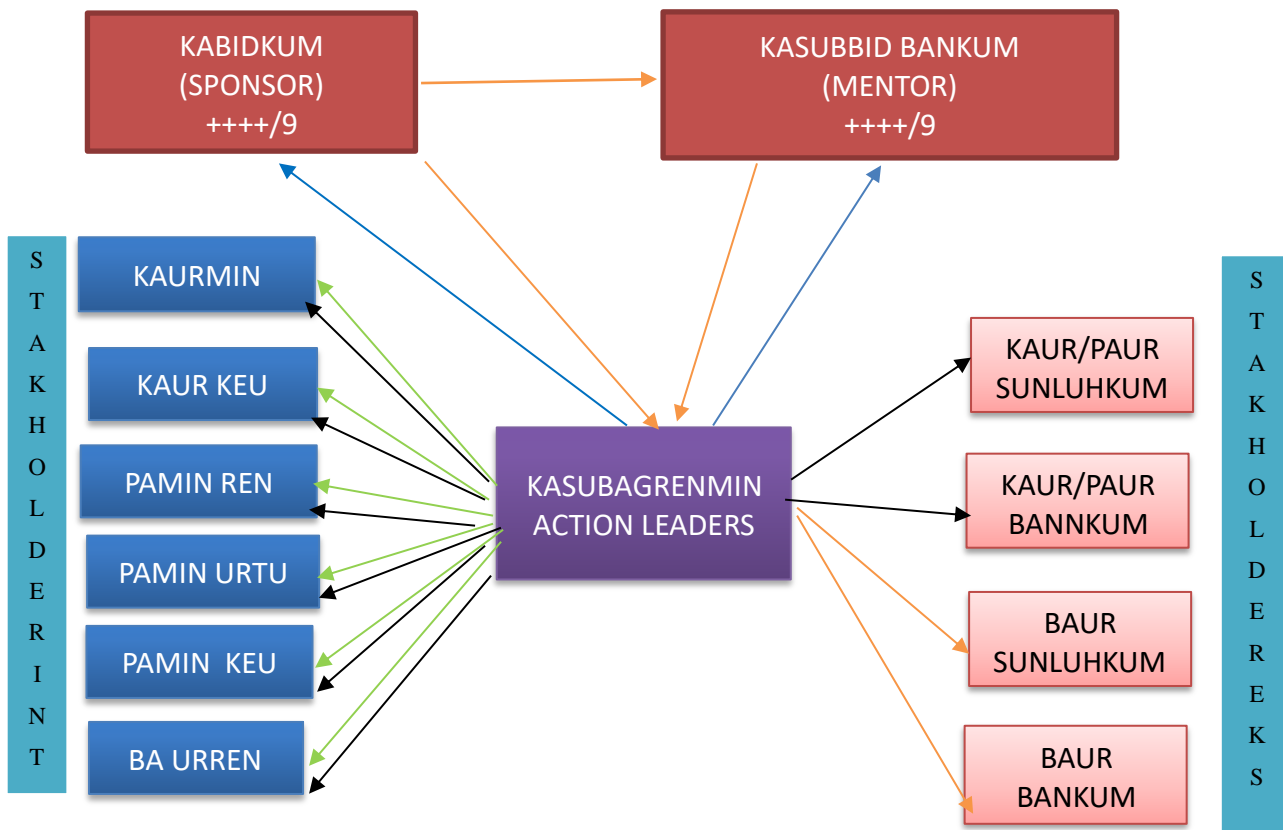 KABIDKUM
(SPONSOR)
++++/9
KASUBBID BANKUM
(MENTOR)
++++/9
S
T
A
K
H
O
L
D
E
R
I
N
T
KAURMIN
KAUR KEU
PAMIN REN
PAMIN URTU
PAMIN KEU
BA URREN
KASUBAGRENMIN
ACTION LEADERS
KAUR/PAUR
SUNLUHKUM
KAUR/PAUR
BANNKUM
BAUR
SUNLUHKUM
BAUR
BANKUM
S
T
A
K
H
O
L
D
E
R
E
K
S